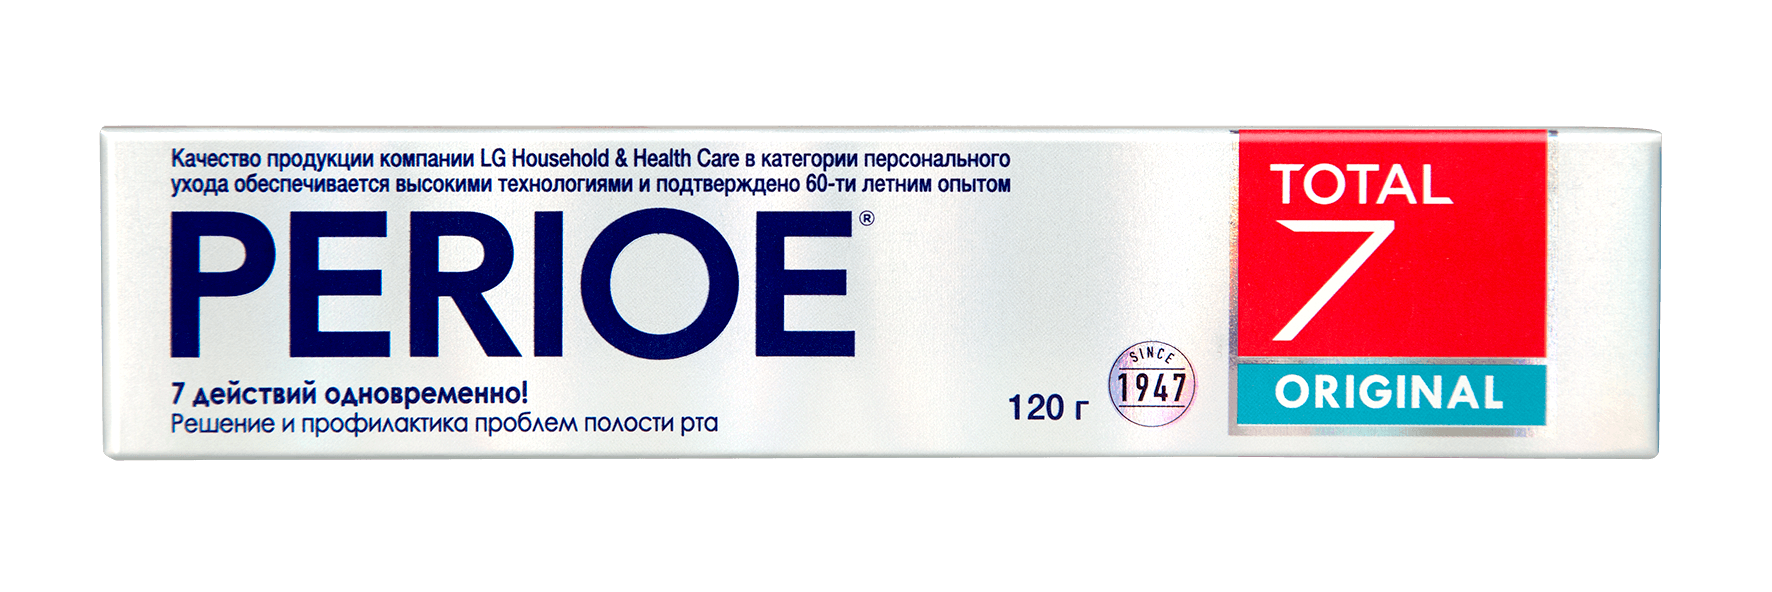 Качество продукции компании LG Household & Health Care в категории персонального
ухода обеспечивается высокими технологиями и подтверждено 60-ти летним опытом
PERIOE®
7 действий одновременно!
Решение и профилактика проблем полости рта
120 г
SINCE
1947
TOTAL
7
ORIGINAL